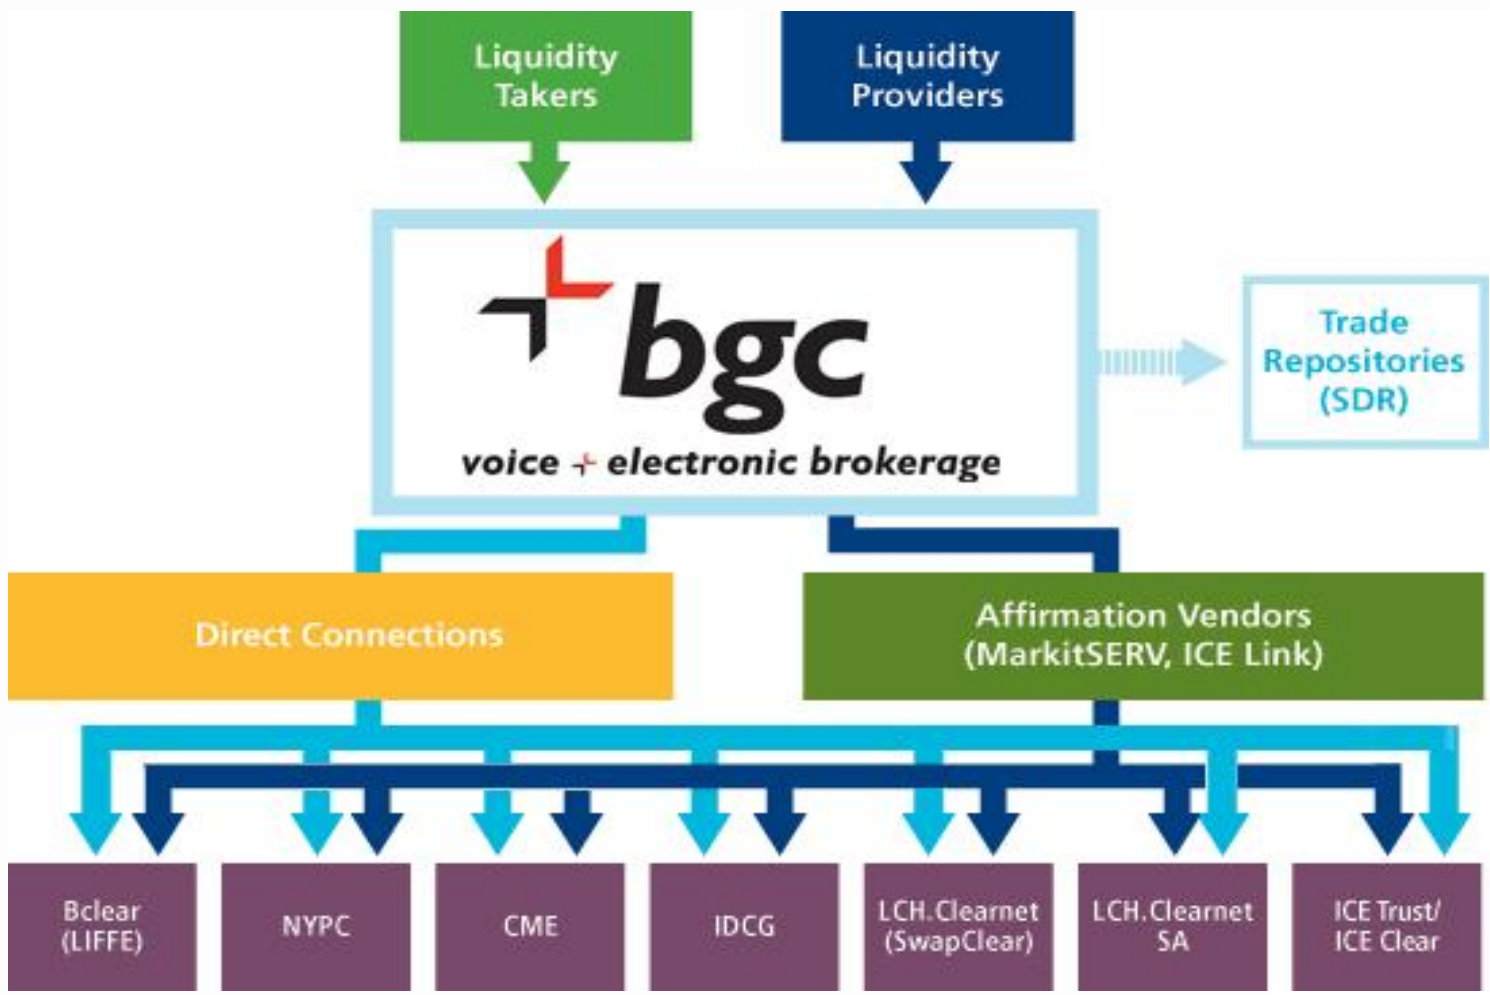 Liquidity
Takers
Liquidity
Providers
bgc
voice + electronic brokerage
Trade
Repositories
(SDR)
Direct Connections
Affirmation Vendors
(MarkitSERV, ICE Link)
Bclear
(LIFFE)
NYPC
CME
IDCG
LCH.Clearnet
(SwapClear)
LCH.Clearnet
SA
ICE Trust/
ICE Clear